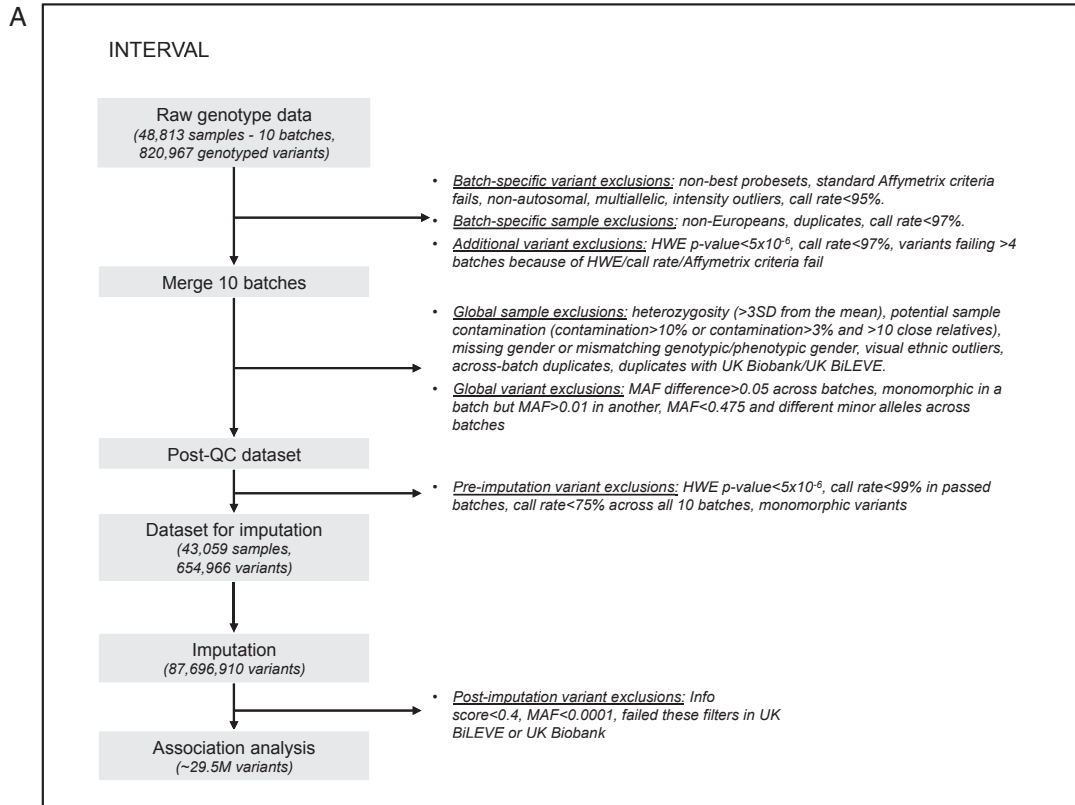 A
INTERVAL
Raw genotype data
(48,813 samples - 10 batches,
820,967 genotyped variants)
• Batch-specific variant exclusions: non-best probesets, standard Affymetrix criteria
fails, non-autosomal, multiallelic, intensity outliers, call rate<95%.
• Batch-specific sample exclusions: non-Europeans, duplicates, call rate<97%.
• Additional variant exclusions: HWE p-value<5x10⁻⁶, call rate<97%, variants failing >4
batches because of HWE/call rate/Affymetrix criteria fail
Merge 10 batches
• Global sample exclusions: heterozygosity (>3SD from the mean), potential sample
contamination (contamination>10% or contamination>3% and >10 close relatives),
missing gender or mismatching genotypic/phenotypic gender, visual ethnic outliers,
across-batch duplicates, duplicates with UK Biobank/UK BiLEVE.
• Global variant exclusions: MAF difference>0.05 across batches, monomorphic in a
batch but MAF>0.01 in another, MAF<0.475 and different minor alleles across
batches
Post-QC dataset
• Pre-imputation variant exclusions: HWE p-value<5x10⁻⁶, call rate<99% in passed
batches, call rate<75% across all 10 batches, monomorphic variants
Dataset for imputation
(43,059 samples,
654,966 variants)
Imputation
(87,696,910 variants)
• Post-imputation variant exclusions: Info
score<0.4, MAF<0.0001, failed these filters in UK
BiLEVE or UK Biobank
Association analysis
(~29.5M variants)